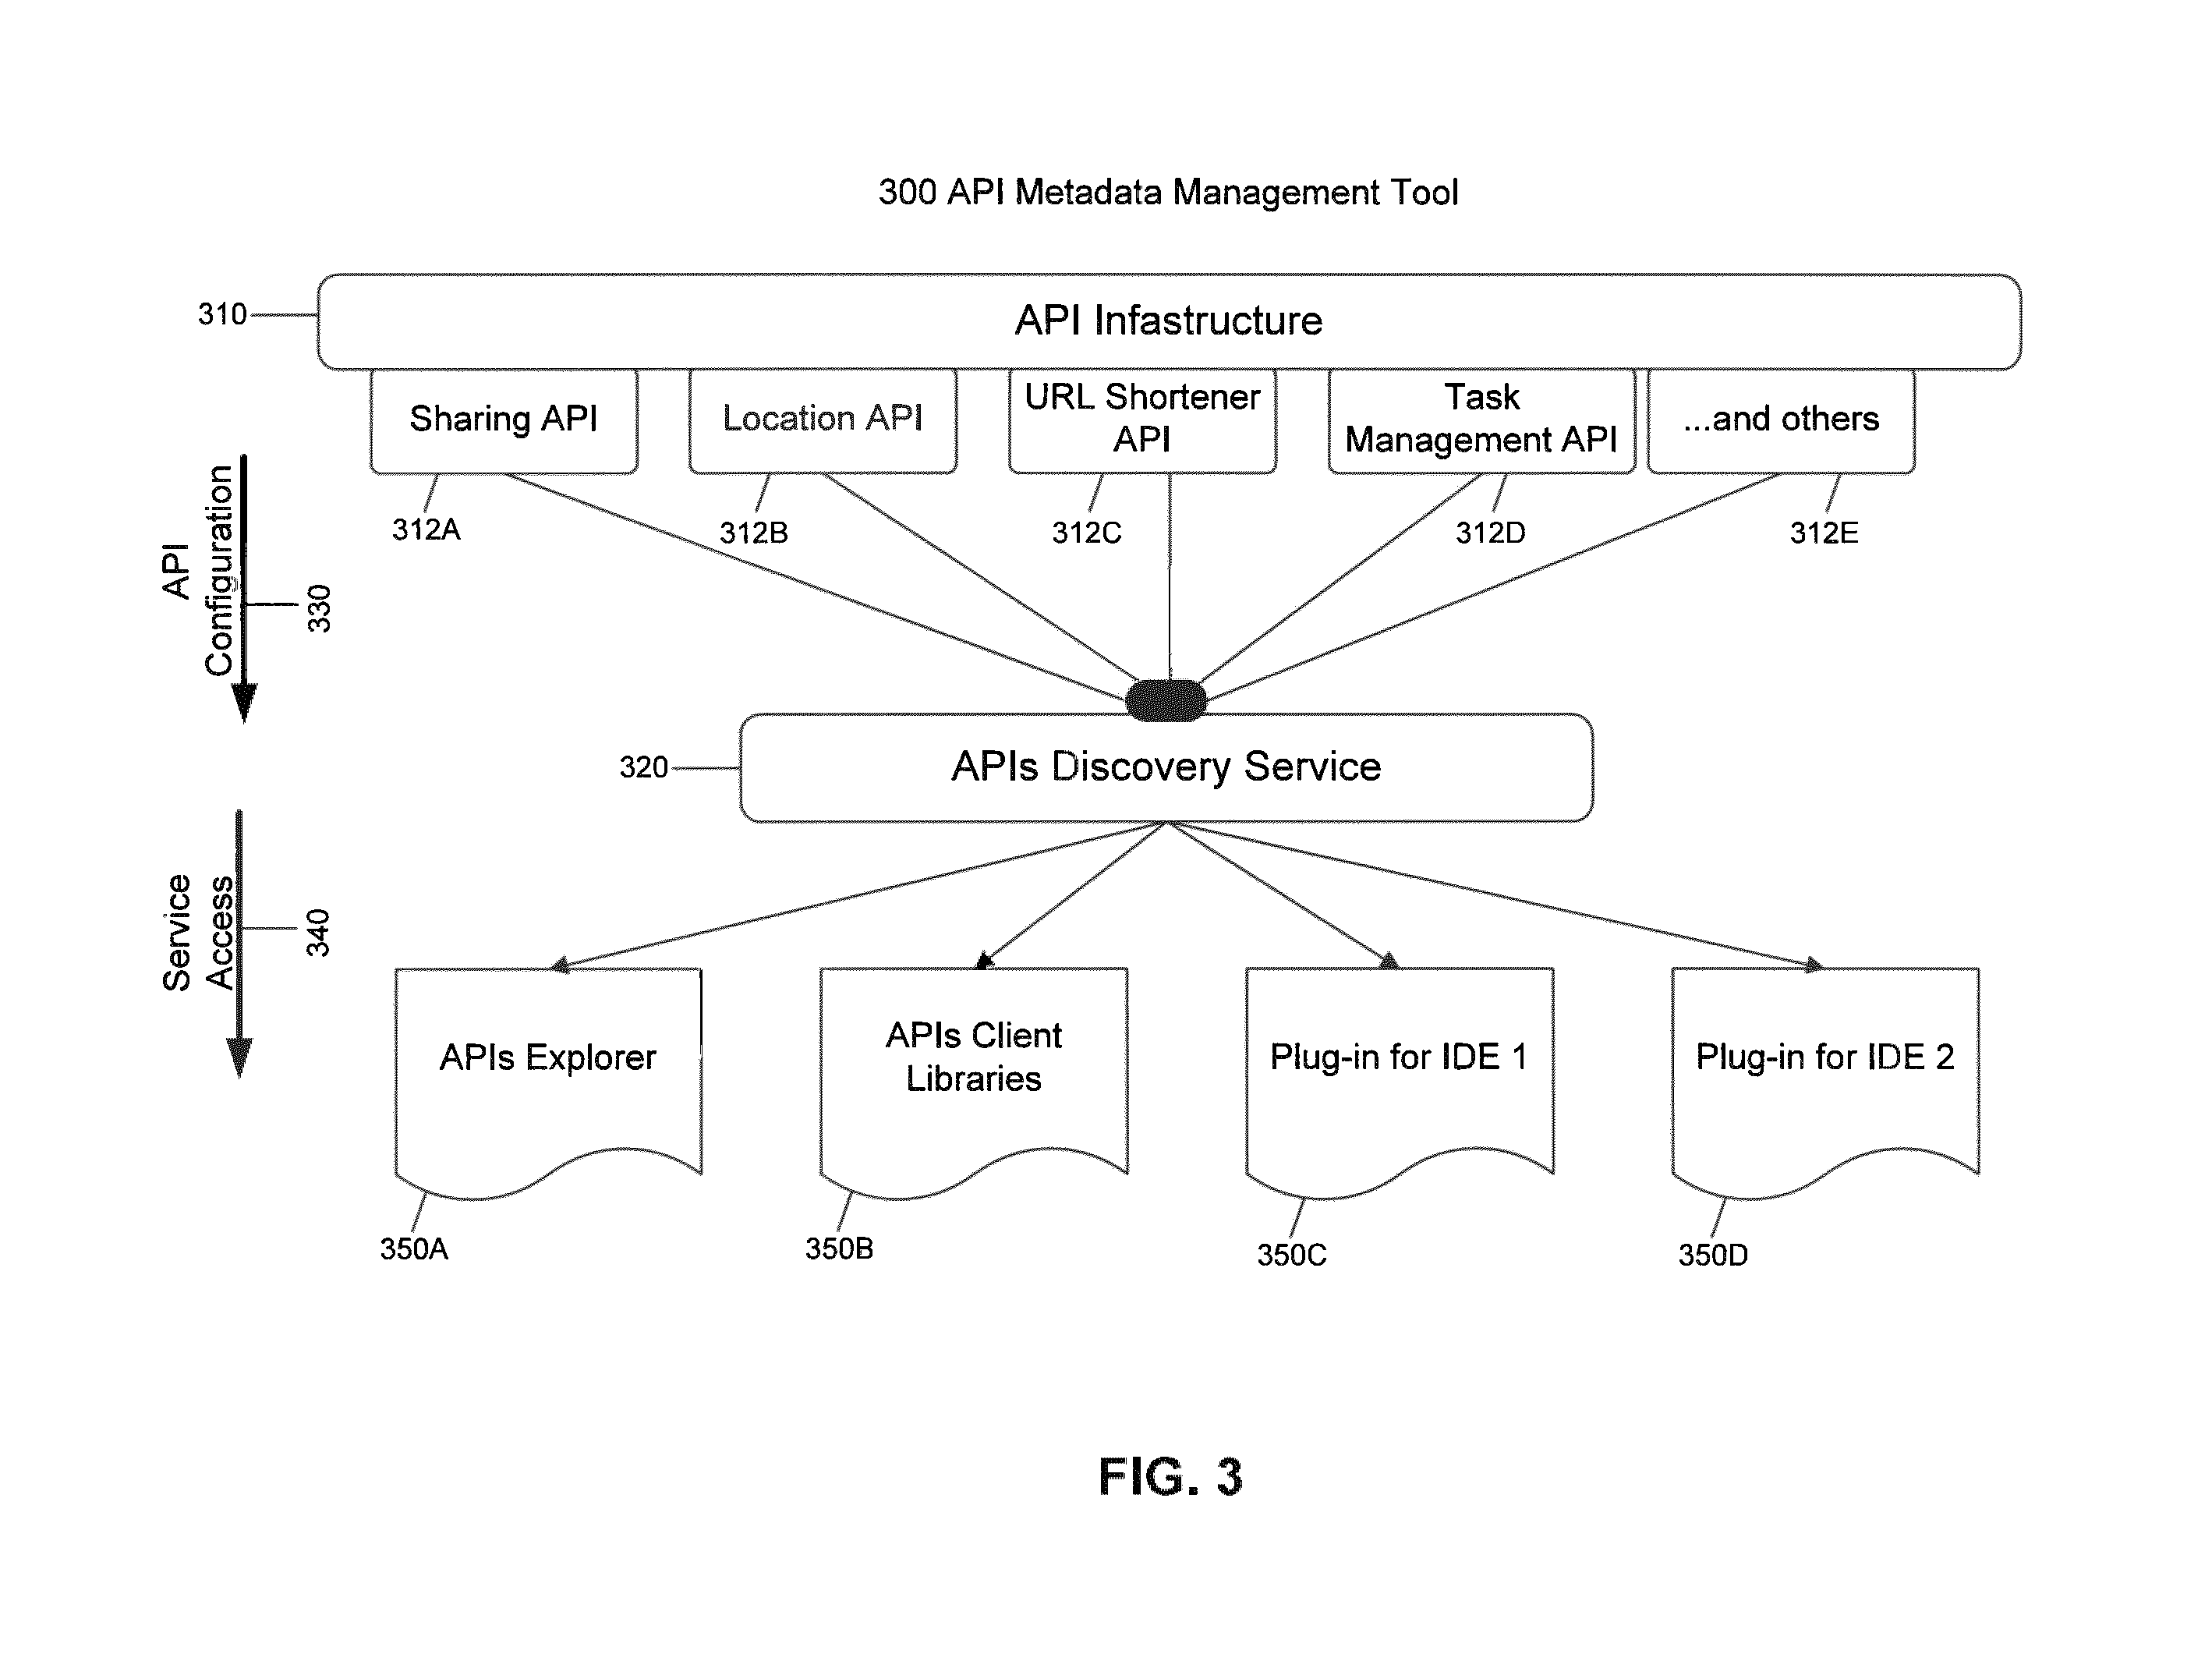 300 API Metadata Management Tool
310
API Infastructure
Sharing API
Location API
URL Shortener
API
Task
Management API
...and others
312A
312B
312C
312D
312E
API
Configuration
330
320
APIs Discovery Service
Service
Access
340
APIs Explorer
APIs Client
Libraries
Plug-in for IDE 1
Plug-in for IDE 2
350A
350B
350C
350D
FIG. 3